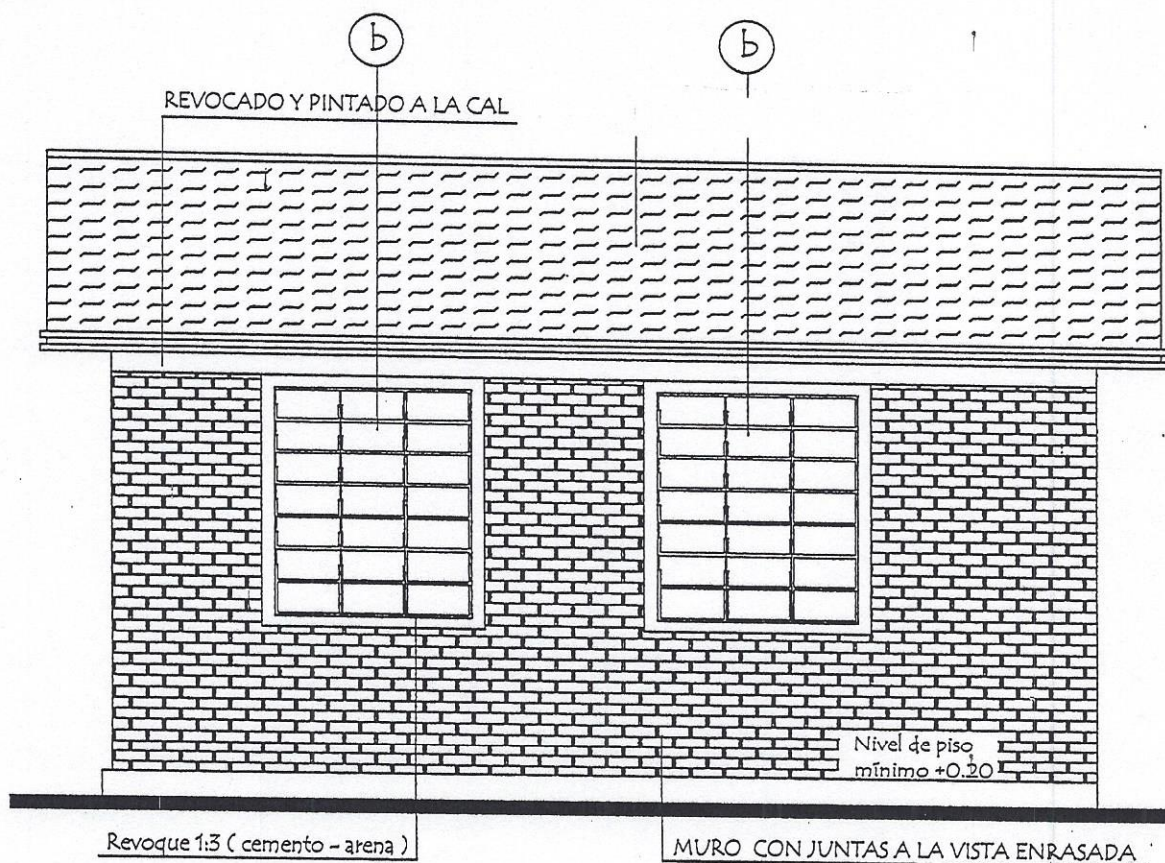 b
b
REVOCADO Y PINTADO A LA CAL
Nivel de piso
mínimo +0.20
Revoque 1:3 ( cemento - arena )
MURO CON JUNTAS A LA VISTA ENRASADA